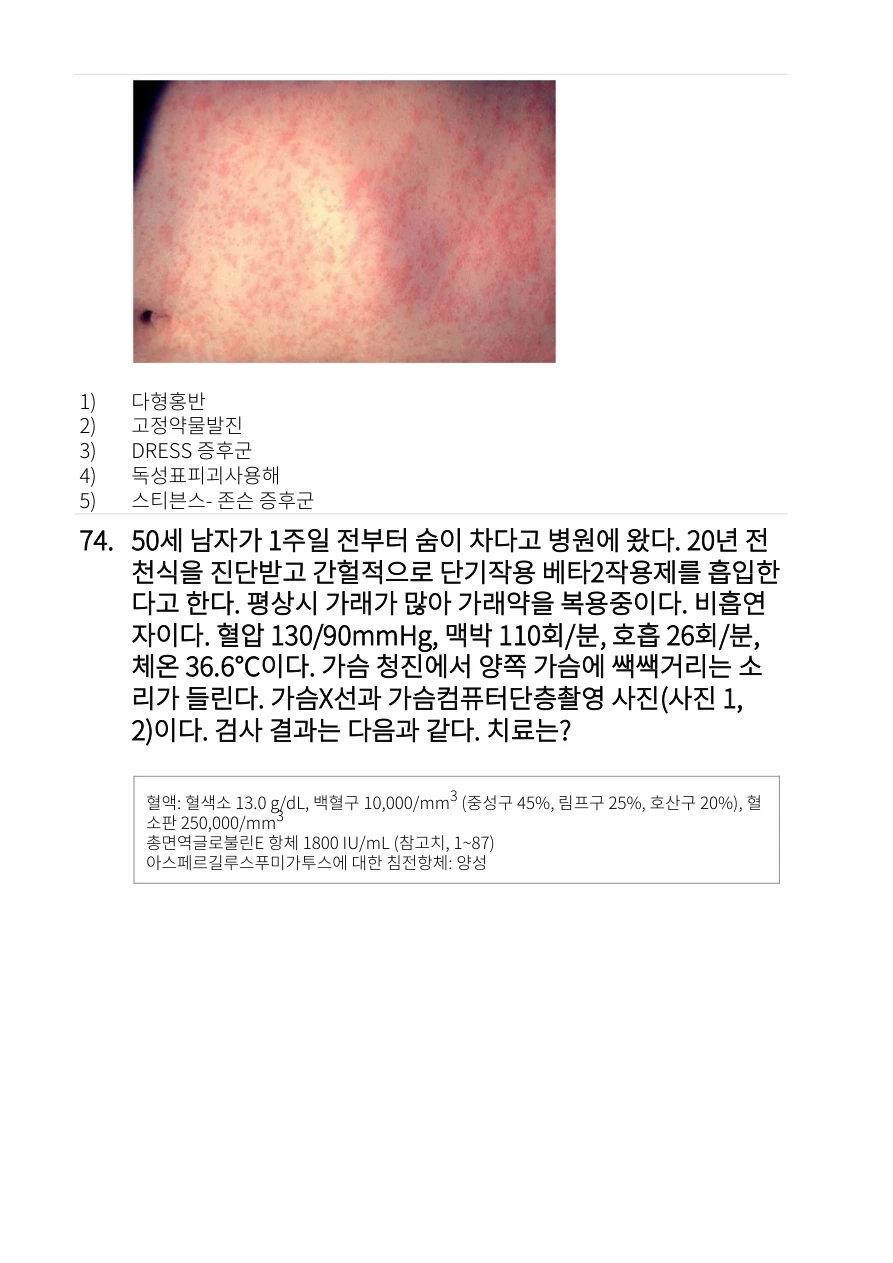 1) 다형홍반
2) 고정약물발진
3) DRESS 증후군
4) 독성표피괴사용해
5) 스티븐스- 존슨 증후군
74. 50세 남자가 1주일 전부터 숨이 차다고 병원에 왔다. 20년 전
천식을 진단받고 간헐적으로 단기작용 베타2작용제를 흡입한
다고 한다. 평상시 가래가 많아 가래약을 복용중이다. 비흡연
자이다. 혈압 130/90mmHg, 맥박 110회/분, 호흡 26회/분,
체온 36.6°C이다. 가슴 청진에서 양쪽 가슴에 쌕쌕거리는 소
리가 들린다. 가슴X선과 가슴컴퓨터단층촬영 사진(사진 1,
2)이다. 검사 결과는 다음과 같다. 치료는?
혈액: 혈색소 13.0 g/dL, 백혈구 10,000/mm³ (중성구 45%, 림프구 25%, 호산구 20%), 혈
소판 250,000/mm³
총면역글로불린E 항체 1800 IU/mL (참고치, 1~87)
아스페르길루스푸미가투스에 대한 침전항체: 양성